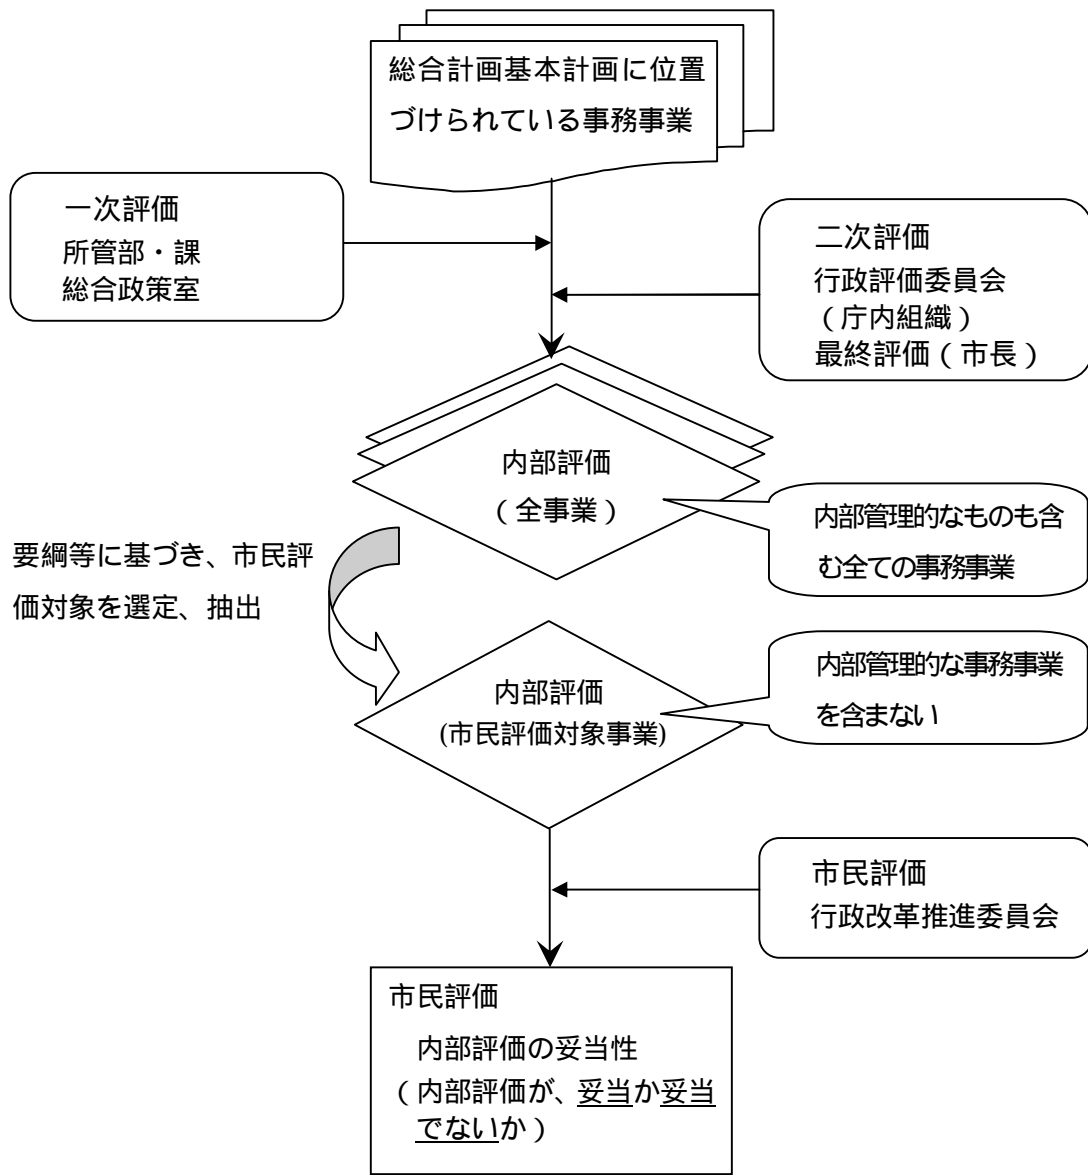 総合計画基本計画に位置
づけられている事務事業
一次評価
所管部・課
総合政策室
二次評価
行政評価委員会
（庁内組織）
最終評価（市長）
内部評価
（全事業）
内部管理的なものも含
む全ての事務事業
要綱等に基づき、市民評
価対象を選定、抽出
内部評価
(市民評価対象事業)
内部管理的な事務事業
を含まない
市民評価
行政改革推進委員会
市民評価
内部評価の妥当性
（内部評価が、妥当か妥当
でないか）